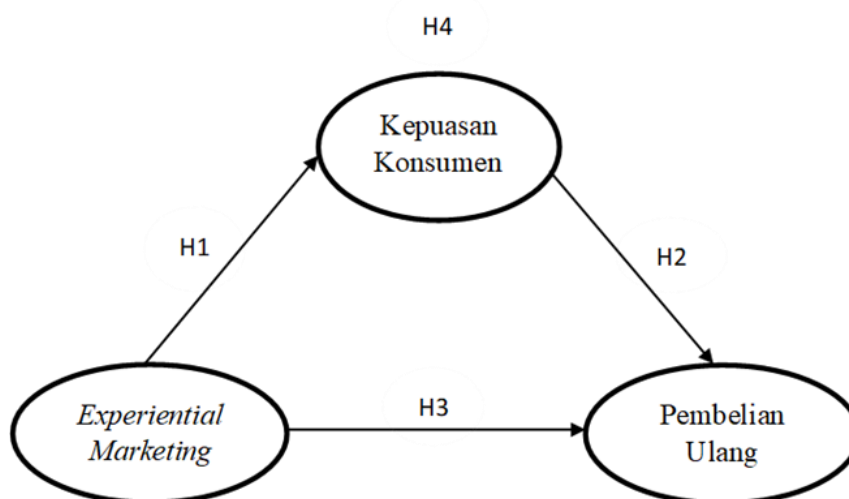 H4
Kepuasan
Konsumen
H1
H2
H3
Experiential
Marketing
Pembelian
Ulang